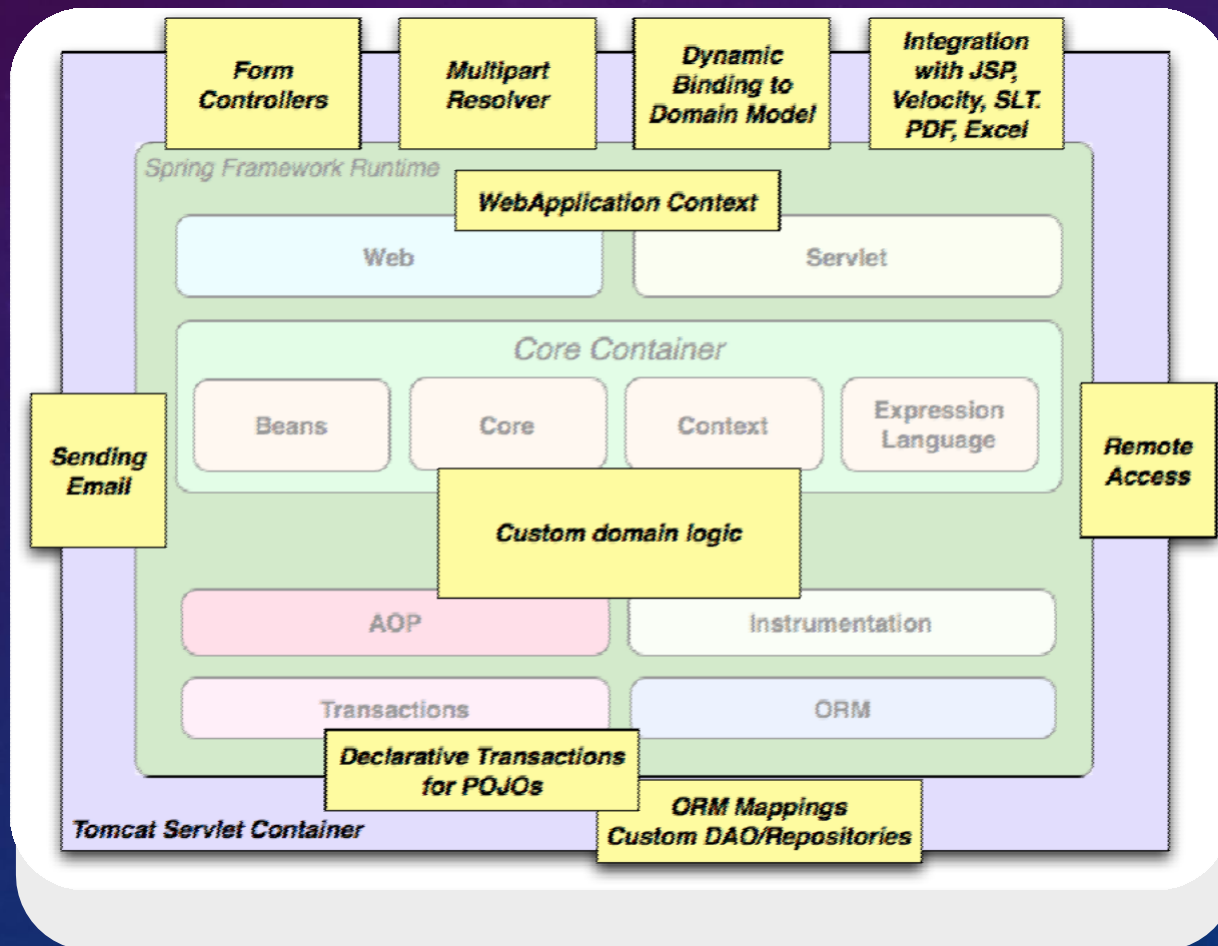 Form
Controllers
Multipart
Resolver
Dynamic
Binding to
Domain Model
Integration
with JSP,
Velocity, SLT.
PDF, Excel
Spring Framework Runtime
WebApplication Context
Web
Servlet
Core Container
Beans
Core
Context
Expression
Language
Sending
Email
Remote
Access
Custom domain logic
AOP
Instrumentation
Transactions
ORM
Declarative Transactions
for POJOs
ORM Mappings
Custom DAO/Repositories
Tomcat Servlet Container